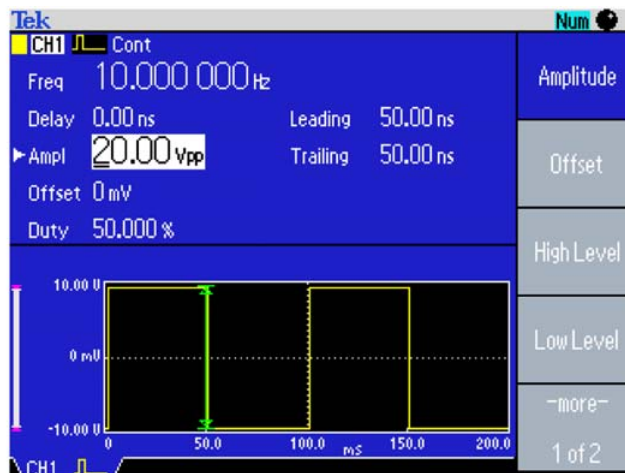 Tek
Num
CH1 Cont
Freq 10.000 000 Hz
Delay 0.00 ns
Leading 50.00 ns
Ampl 20.00 Vpp
Trailing 50.00 ns
Offset 0 mV
Duty 50.000 %
Amplitude
Offset
High Level
Low Level
-more-
1 of 2
10.00 V
0 mV
-10.00 V
0 50.0 100.0 ms 150.0 200.0
CH1